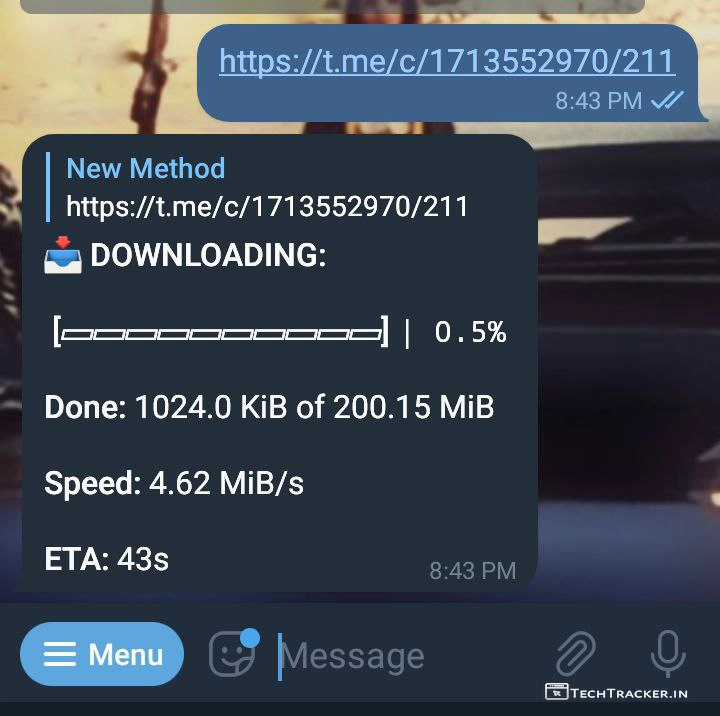 https://t.me/c/1713552970/211
8:43 PM
New Method
https://t.me/c/1713552970/211
DOWNLOADING:
[▱▱▱▱▱▱▱▱▱▱] | 0.5%
Done: 1024.0 KiB of 200.15 MiB
Speed: 4.62 MiB/s
ETA: 43s
8:43 PM
Menu
Message
TECHTRACKER.IN